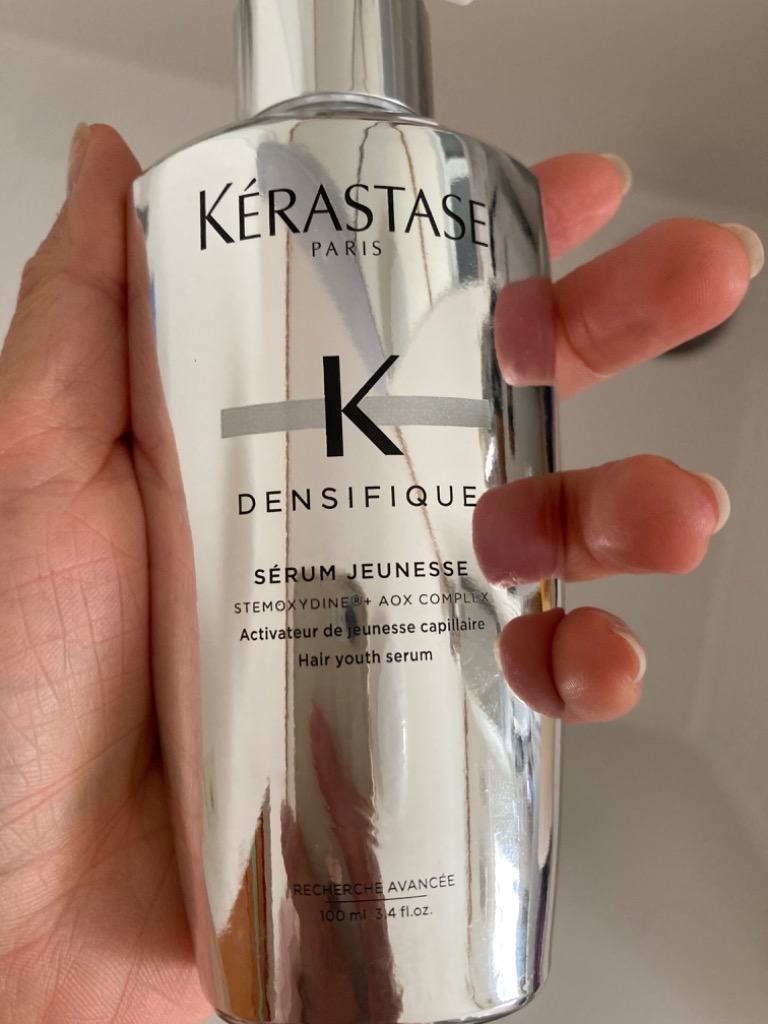 KÉRASTASE
PARIS
K
DENSIFIQUE
SÉRUM JEUNESSE
STEMOXYDINE®+ AOX COMPLEX
Activateur de jeunesse capillaire
Hair youth serum
RECHERCHE AVANCÉE
100 ml 3.4 fl.oz.